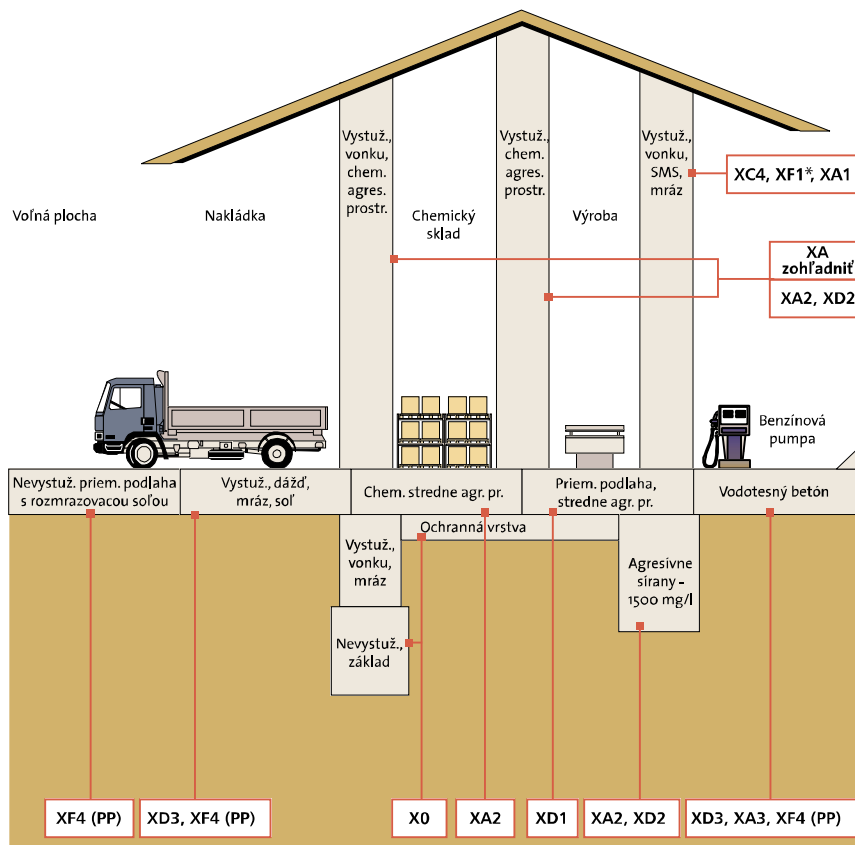 Vystuž.,
vonku,
chem.
agres.
prostr.
Vystuž.,
chem.
agres.
prostr.
Vystuž.,
vonku,
SMS,
mráz
XC4, XF1*, XA1
Voľná plocha
Nakládka
Chemický
sklad
Výroba
XA
zohľadniť
XA2, XD2
Benzínová
pumpa
Nevystuž. priem. podlaha
s rozmrazovacou soľou
Vystuž., dážď,
mráz, soľ
Chem. stredne agr. pr.
Priem. podlaha,
stredne agr. pr.
Vodotesný betón
Ochranná vrstva
Vystuž.,
vonku,
mráz
Agresívne
sírany –
1500 mg/l
Nevystuž.,
základ
XF4 (PP)
XD3, XF4 (PP)
X0
XA2
XD1
XA2, XD2
XD3, XA3, XF4 (PP)